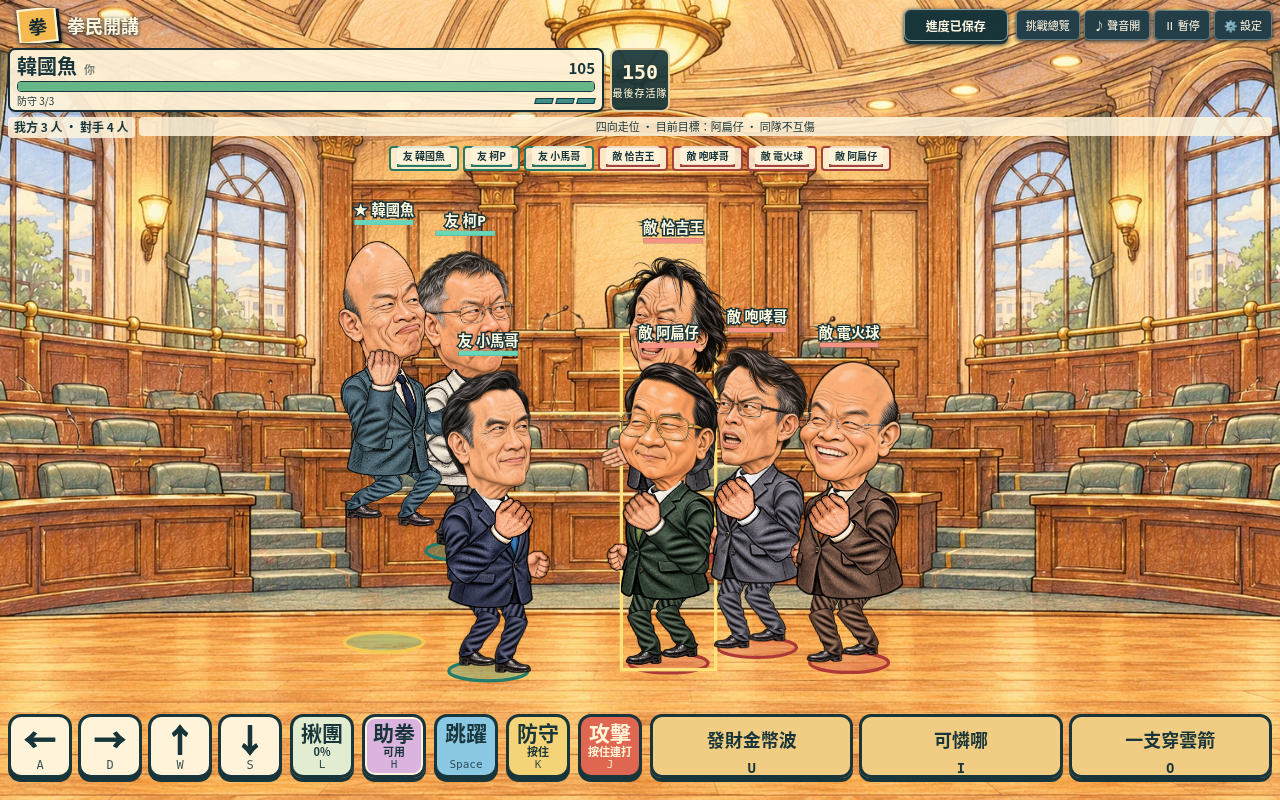 拳 拳民開講
進度已保存 挑戰總覽 ♪ 聲音開 II 暫停 ⚙️ 設定
韓國魚 你 105
防守 3/3
150
最後存活隊
我方 3 人 · 對手 4 人
四向走位 · 目前目標:阿扁仔 · 同隊不互傷
友 韓國魚 友 柯P 友 小馬哥 敵 恰吉王 敵 咆哮哥 敵 電火球 敵 阿扁仔
★ 韓國魚
友 柯P
敵 恰吉王
敵 咆哮哥
敵 阿扁仔
敵 電火球
友 小馬哥
← A
→ D
↑ W
↓ S
揪團 0% L
助拳 可用 H
跳躍 Space
防守 按住 K
攻擊 按住連打 J
發財金幣波 U
可憐哪 I
一支穿雲箭 O